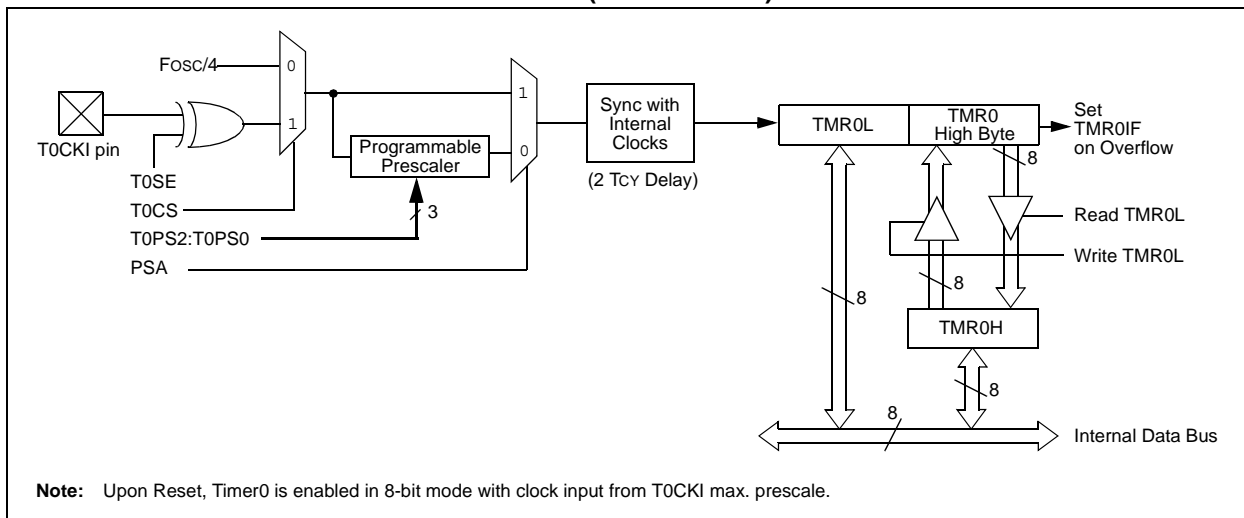 FOSC/4
0
1
T0CKI pin
T0SE
T0CS
T0PS2:T0PS0
PSA
Programmable
Prescaler
3
1
0
Sync with
Internal
Clocks
(2 TCY Delay)
TMR0L
TMR0
High Byte
Set
TMR0IF
on Overflow
8
Read TMR0L
Write TMR0L
8
8
TMR0H
8
8
Internal Data Bus
Note: Upon Reset, Timer0 is enabled in 8-bit mode with clock input from T0CKI max. prescale.